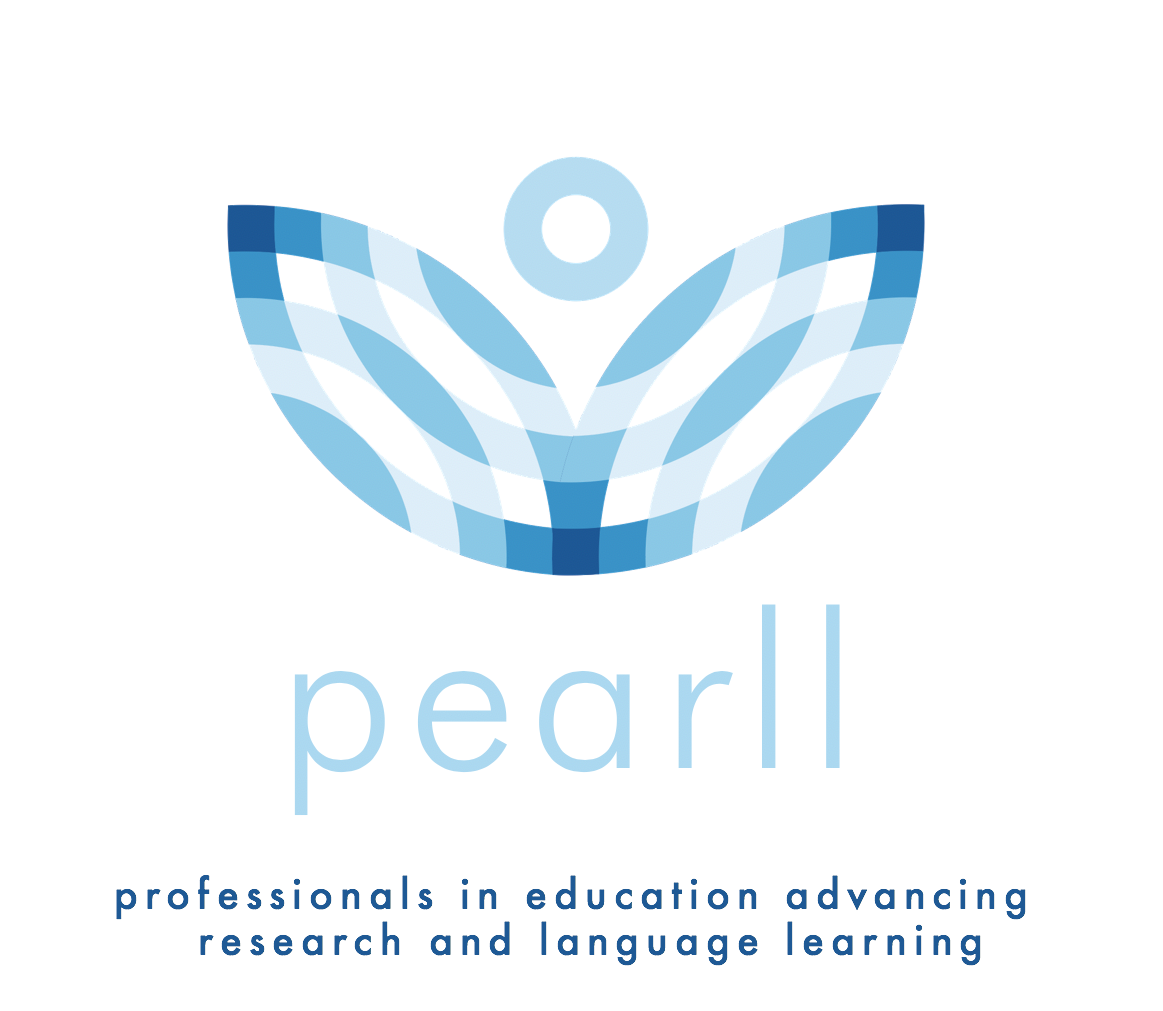 pearll
professionals in education advancing
research and language learning